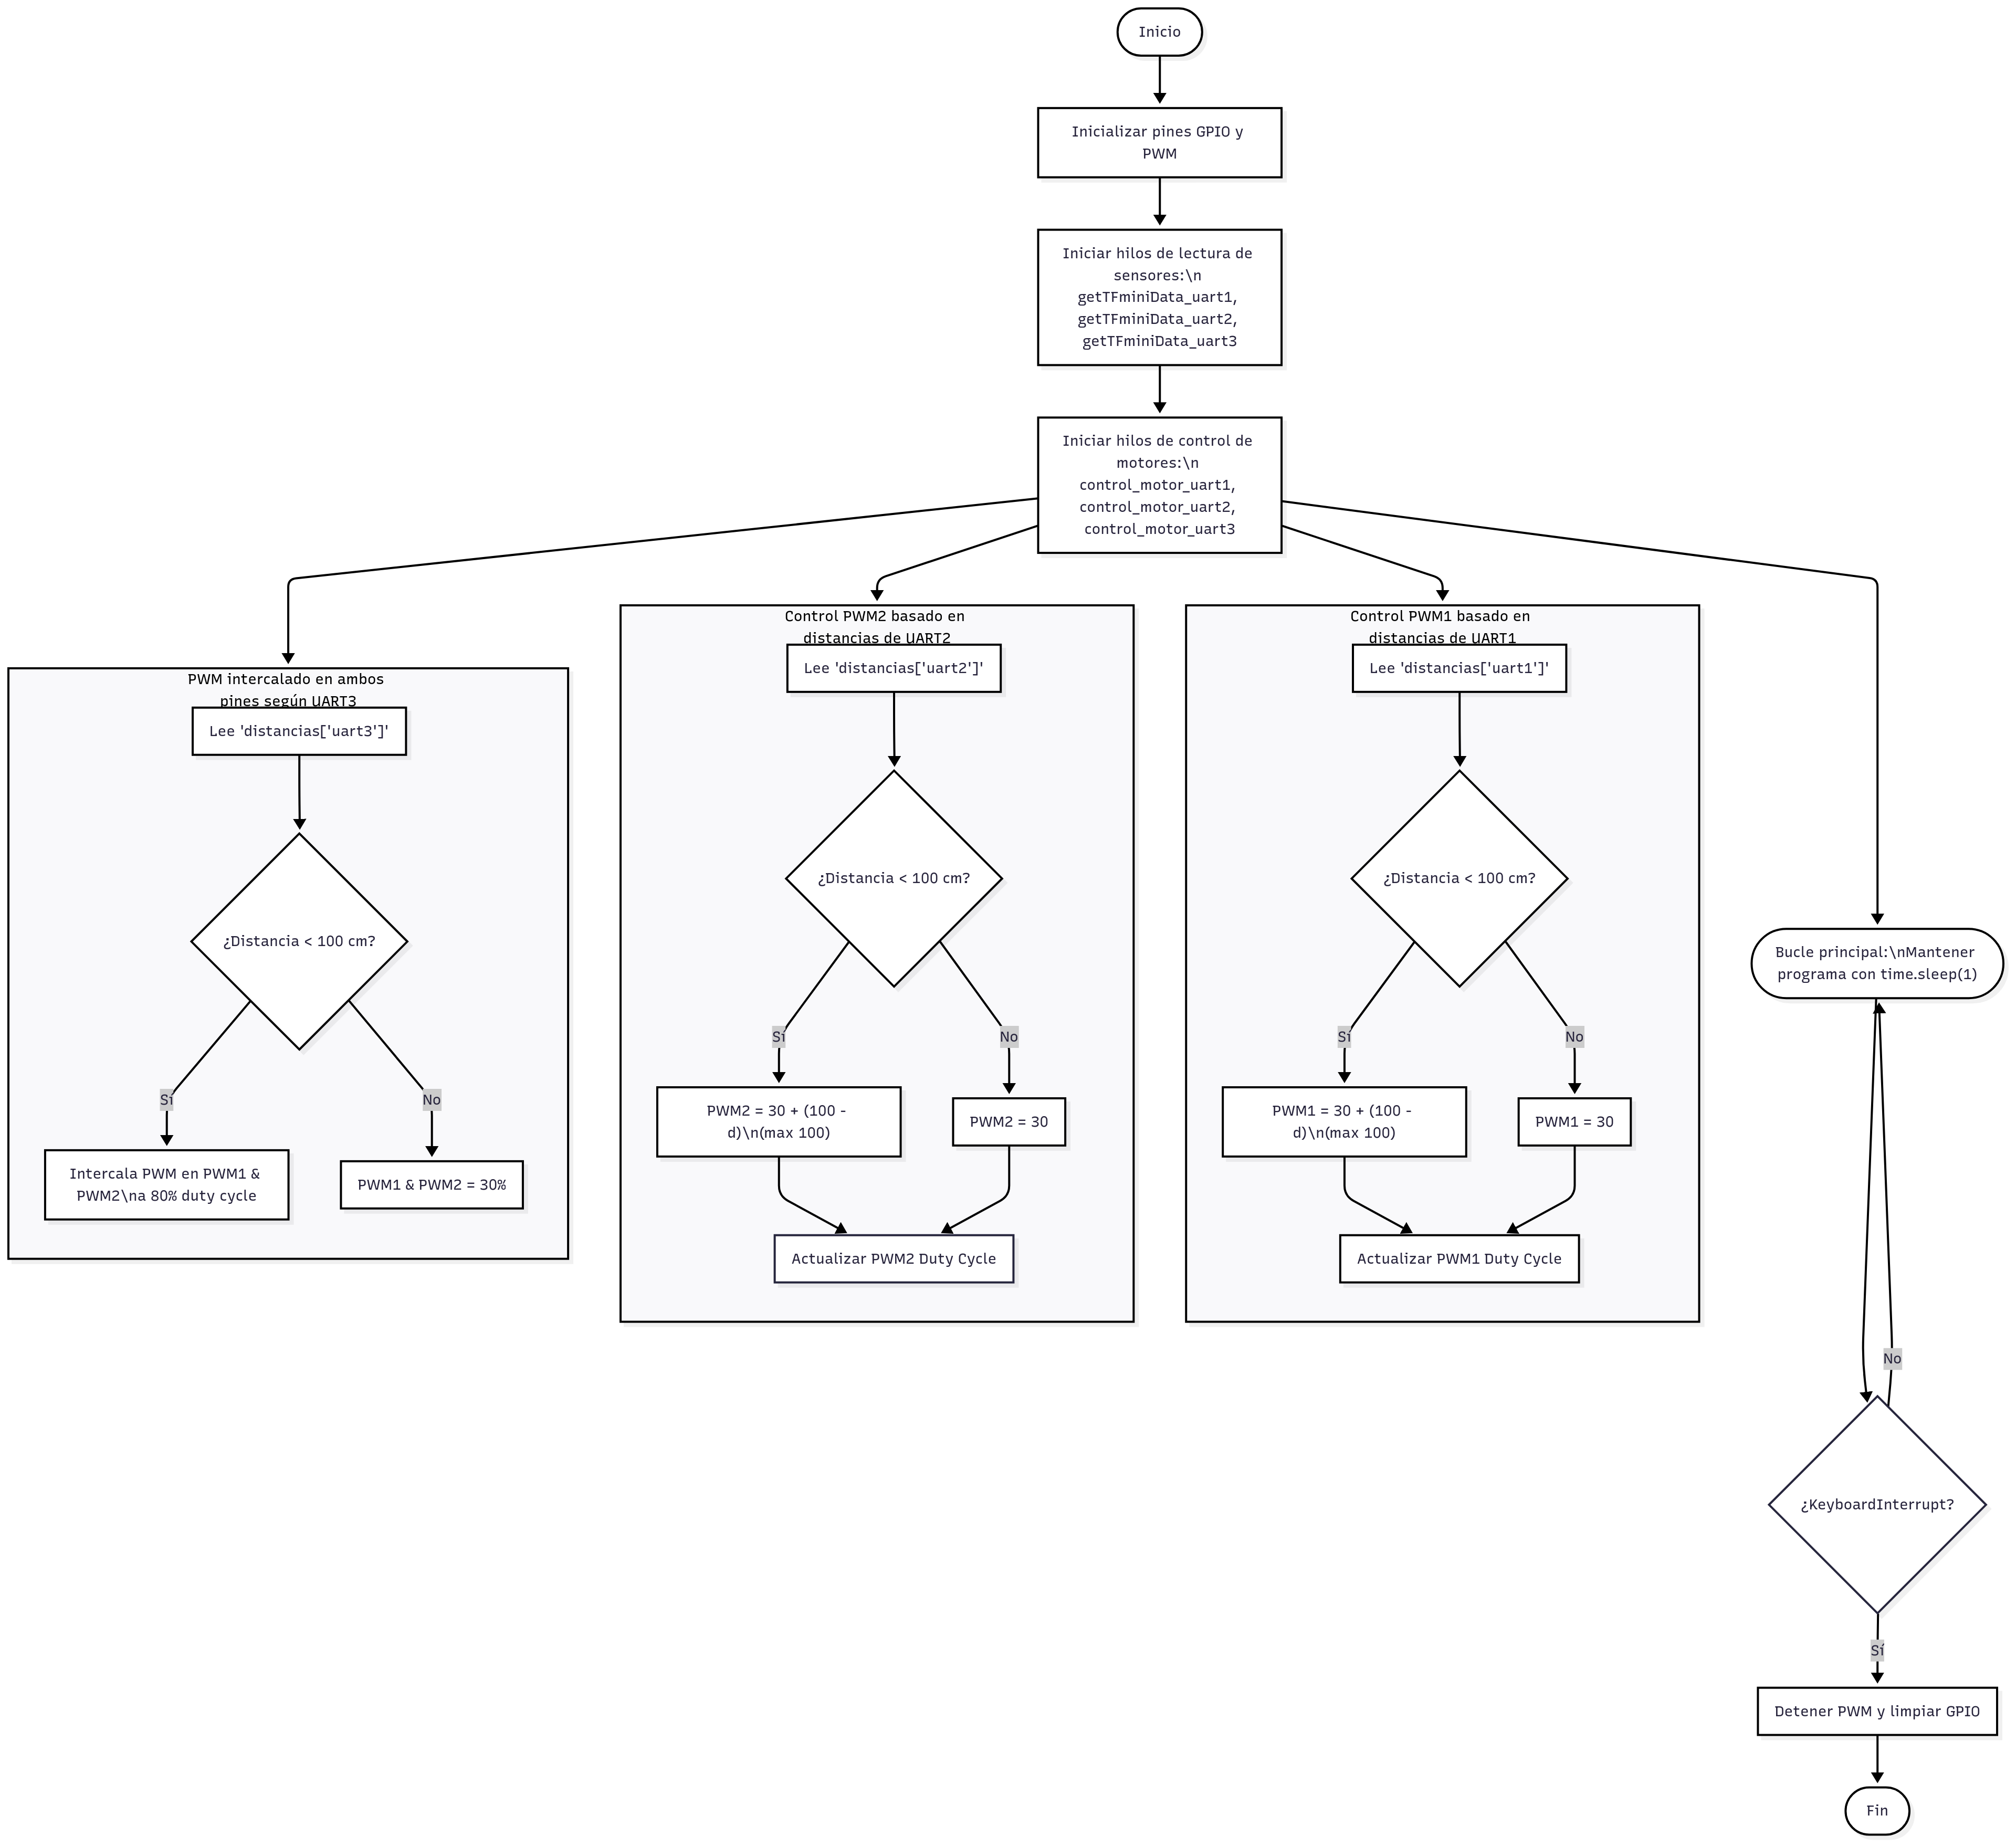 Inicio
Inicializar pines GPIO y
PWM
Iniciar hilos de lectura de
sensores:\n
getTFminiData_uart1,
getTFminiData_uart2,
getTFminiData_uart3
Iniciar hilos de control de
motores:\n
control_motor_uart1,
control_motor_uart2,
control_motor_uart3
PWM intercalado en ambos
pines según UART3
Lee 'distancias['uart3']'
¿Distancia < 100 cm?
Sí
No
Intercala PWM en PWM1 &
PWM2\na 80% duty cycle
PWM1 & PWM2 = 30%
Control PWM2 basado en
distancias de UART2
Lee 'distancias['uart2']'
¿Distancia < 100 cm?
Sí
No
PWM2 = 30 + (100 -
d)\n(max 100)
PWM2 = 30
Actualizar PWM2 Duty Cycle
Control PWM1 basado en
distancias de UART1
Lee 'distancias['uart1']'
¿Distancia < 100 cm?
Sí
No
PWM1 = 30 + (100 -
d)\n(max 100)
PWM1 = 30
Actualizar PWM1 Duty Cycle
Bucle principal:\nMantener
programa con time.sleep(1)
No
¿KeyboardInterrupt?
Sí
Detener PWM y limpiar GPIO
Fin